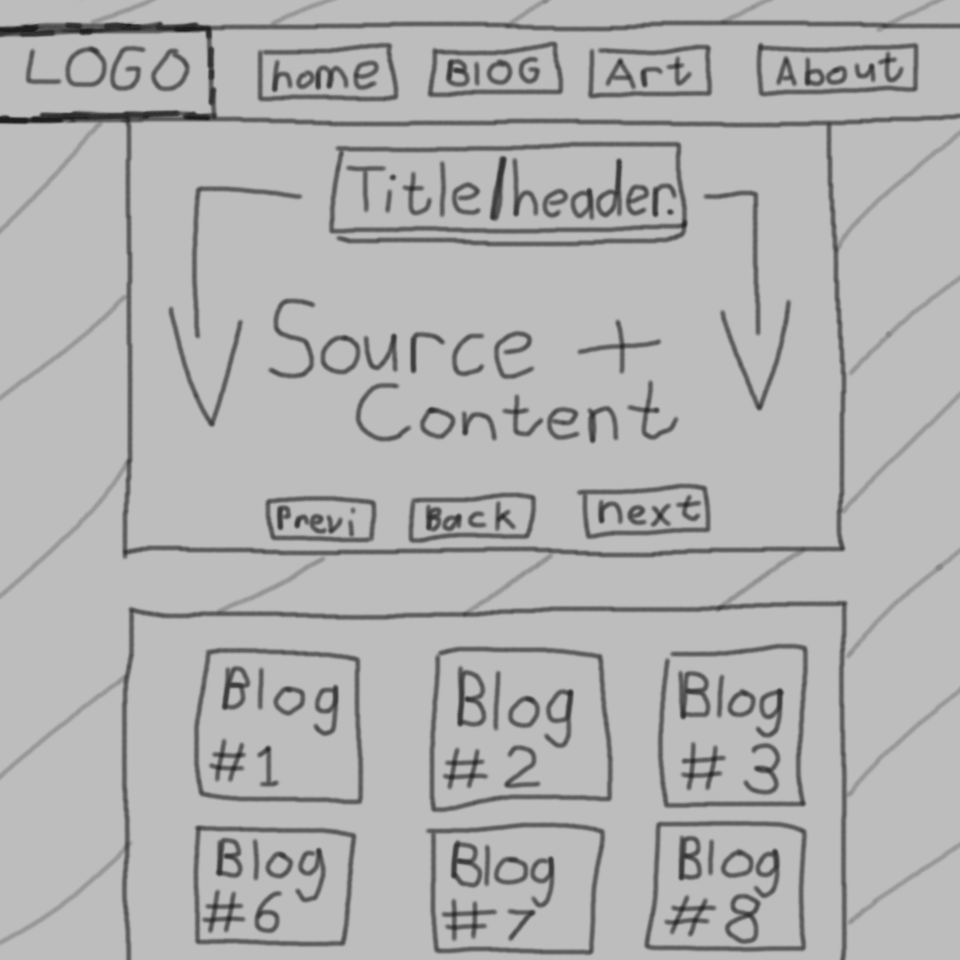 LOGO home BLOG Art About
Title/header.
Source +
Content
Previ Back next
Blog Blog Blog
#1 #2 #3
Blog Blog Blog
#6 #7 #8